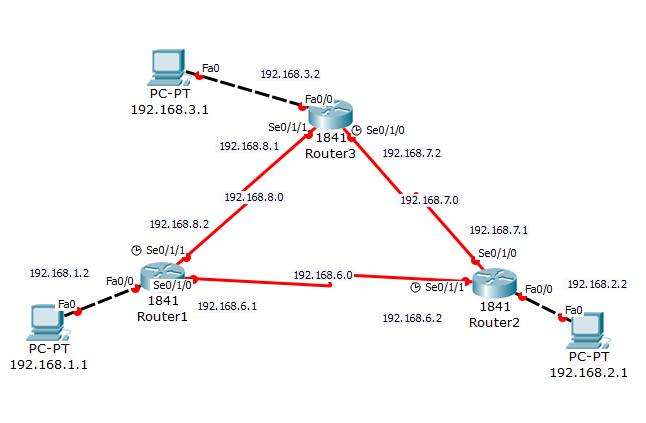 Fa0
192.168.3.2
PC-PT
192.168.3.1
Fa0/0
Se0/1/1
Se0/1/0
1841
Router3
192.168.8.1
192.168.7.2
192.168.8.0
192.168.7.0
192.168.8.2
192.168.7.1
Se0/1/1
Se0/1/0
192.168.1.2
Fa0/0
Se0/1/0
192.168.6.0
Se0/1/1
Fa0/0
192.168.2.2
1841
Router1
192.168.6.1
192.168.6.2
1841
Router2
Fa0
Fa0
PC-PT
192.168.1.1
PC-PT
192.168.2.1